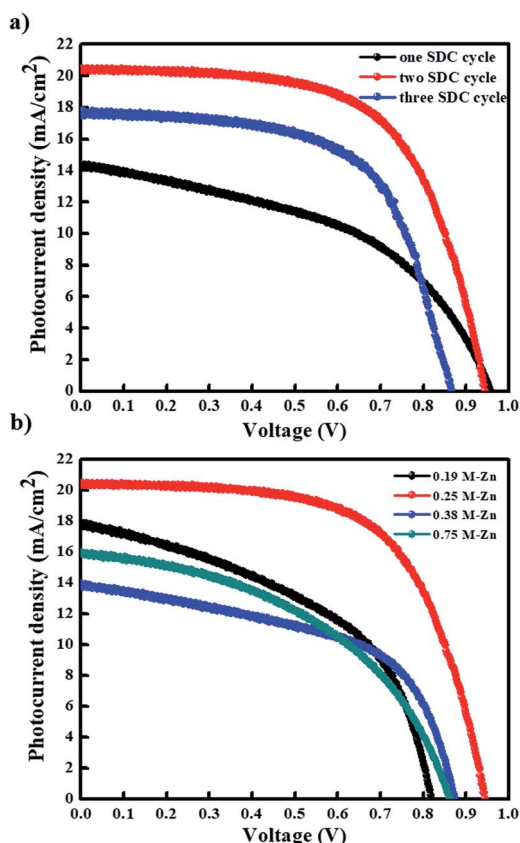 a)
22
20
18
16
14
12
10
8
6
4
2
0
Photocurrent density (mA/cm²)
one SDC cycle
two SDC cycle
three SDC cycle
0.0 0.1 0.2 0.3 0.4 0.5 0.6 0.7 0.8 0.9 1.0
Voltage (V)
b)
22
20
18
16
14
12
10
8
6
4
2
0
Photocurrent density (mA/cm²)
0.19 M-Zn
0.25 M-Zn
0.38 M-Zn
0.75 M-Zn
0.0 0.1 0.2 0.3 0.4 0.5 0.6 0.7 0.8 0.9 1.0
Voltage (V)